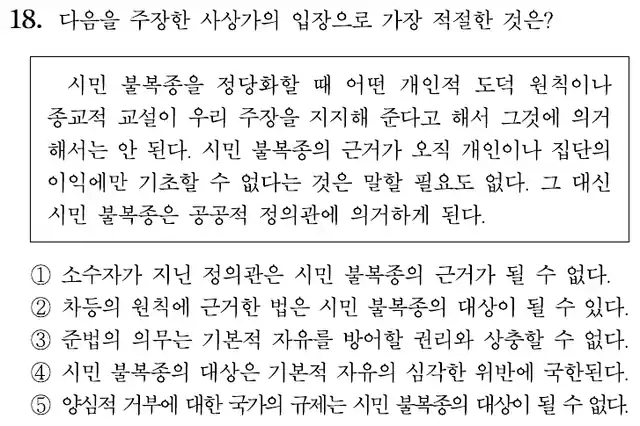 18. 다음을 주장한 사상가의 입장으로 가장 적절한 것은?
시민 불복종을 정당화할 때 어떤 개인적 도덕 원칙이나
종교적 교설이 우리 주장을 지지해 준다고 해서 그것에 의거
해서는 안 된다. 시민 불복종의 근거가 오직 개인이나 집단의
이익에만 기초할 수 없다는 것은 말할 필요도 없다. 그 대신
시민 불복종은 공공적 정의관에 의거하게 된다.
① 소수자가 지닌 정의관은 시민 불복종의 근거가 될 수 없다.
② 차등의 원칙에 근거한 법은 시민 불복종의 대상이 될 수 있다.
③ 준법의 의무는 기본적 자유를 방어할 권리와 상충할 수 없다.
④ 시민 불복종의 대상은 기본적 자유의 심각한 위반에 국한된다.
⑤ 양심적 거부에 대한 국가의 규제는 시민 불복종의 대상이 될 수 없다.